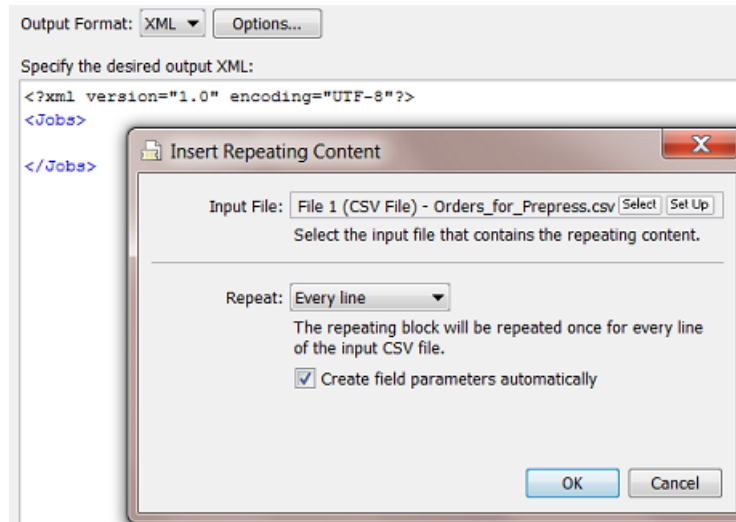 Output Format: XML Options...
Specify the desired output XML:
<?xml version="1.0" encoding="UTF-8"?>
<Jobs>
</Jobs>
Insert Repeating Content
Input File: File 1 (CSV File) - Orders_for_Prepress.csv Select Set Up
Select the input file that contains the repeating content.
Repeat: Every line
The repeating block will be repeated once for every line
of the input CSV file.
Create field parameters automatically
OK Cancel